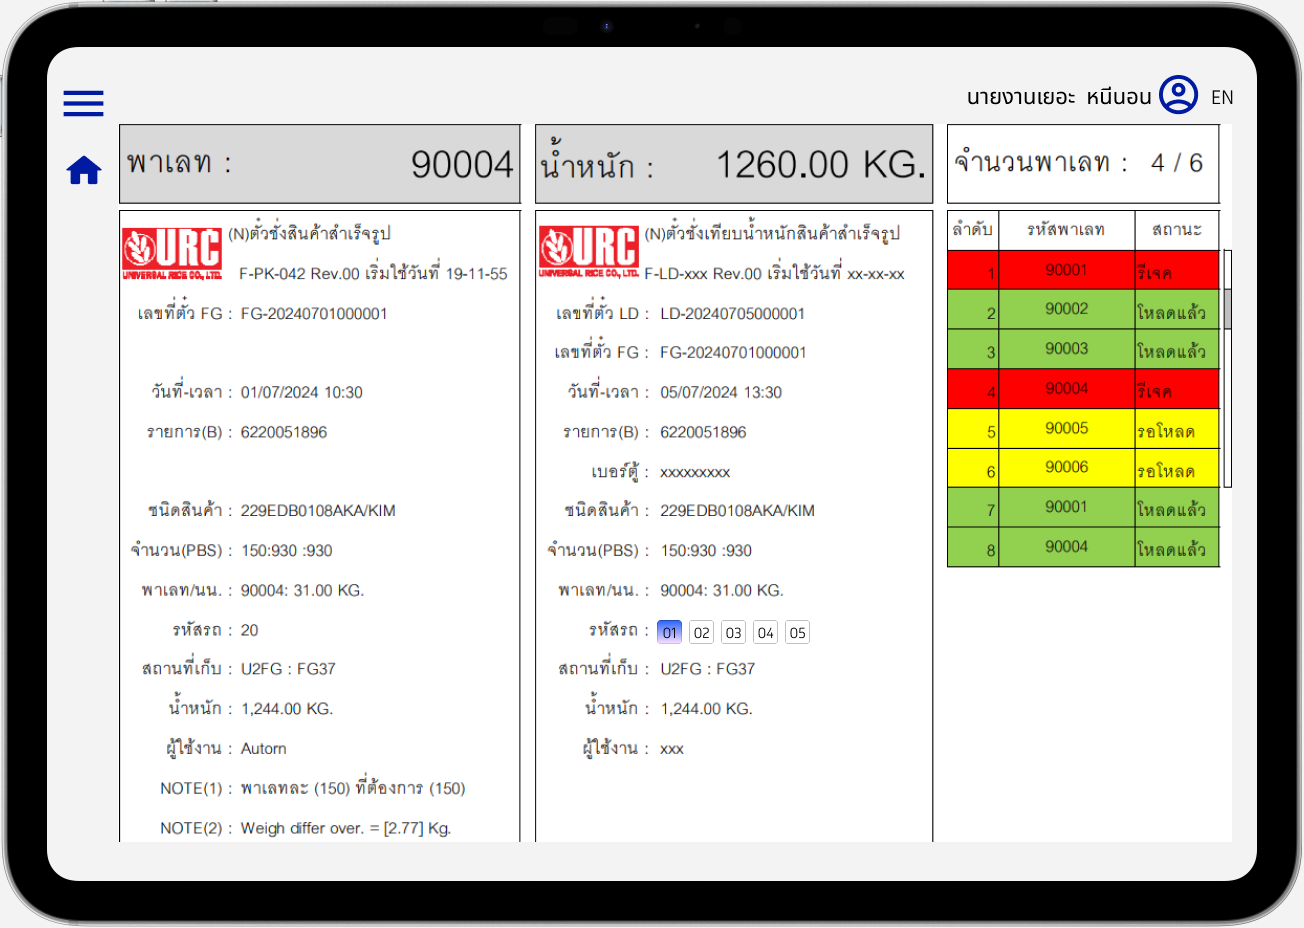 นายงานเยอะ หนีนอน EN
พาเลท : 90004
น้ำหนัก : 1260.00 KG.
จำนวนพาเลท : 4 / 6
URC
UNIVERSAL RICE CO., LTD.
(N)ตั๋วชั่งสินค้าสำเร็จรูป
F-PK-042 Rev.00 เริ่มใช้วันที่ 19-11-55
เลขที่ตั๋ว FG : FG-20240701000001
วันที่-เวลา : 01/07/2024 10:30
รายการ(B) : 6220051896
ชนิดสินค้า : 229EDB0108AKA/KIM
จำนวน(PBS) : 150:930 :930
พาเลท/นน. : 90004: 31.00 KG.
รหัสรถ : 20
สถานที่เก็บ : U2FG : FG37
น้ำหนัก : 1,244.00 KG.
ผู้ใช้งาน : Autorn
NOTE(1) : พาเลทละ (150) ที่ต้องการ (150)
NOTE(2) : Weigh differ over. = [2.77] Kg.
URC
UNIVERSAL RICE CO., LTD.
(N)ตั๋วชั่งเทียบน้ำหนักสินค้าสำเร็จรูป
F-LD-xxx Rev.00 เริ่มใช้วันที่ xx-xx-xx
เลขที่ตั๋ว LD : LD-20240705000001
เลขที่ตั๋ว FG : FG-20240701000001
วันที่-เวลา : 05/07/2024 13:30
รายการ(B) : 6220051896
เบอร์ตู้ : xxxxxxxxx
ชนิดสินค้า : 229EDB0108AKA/KIM
จำนวน(PBS) : 150:930 :930
พาเลท/นน. : 90004: 31.00 KG.
รหัสรถ : 01 02 03 04 05
สถานที่เก็บ : U2FG : FG37
น้ำหนัก : 1,244.00 KG.
ผู้ใช้งาน : xxx
ลำดับ รหัสพาเลท สถานะ
1 90001 รีเจค
2 90002 โหลดแล้ว
3 90003 โหลดแล้ว
4 90004 รีเจค
5 90005 รอโหลด
6 90006 รอโหลด
7 90001 โหลดแล้ว
8 90004 โหลดแล้ว